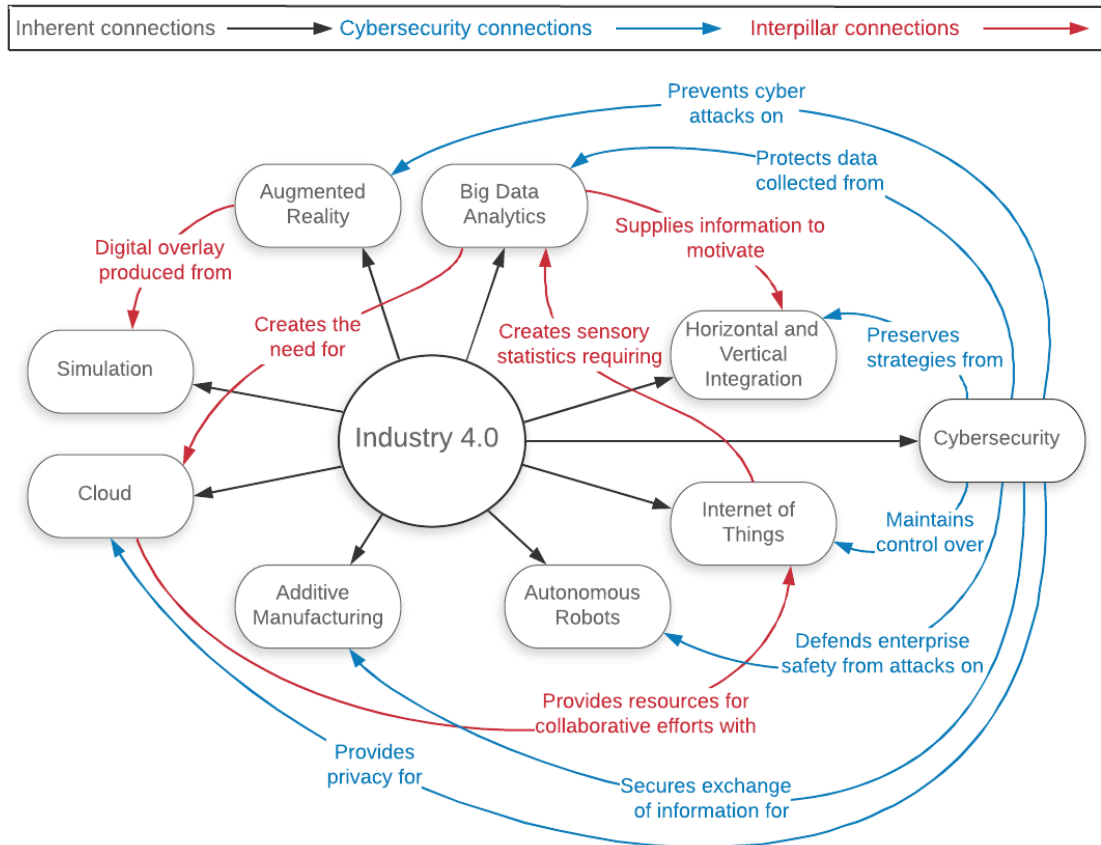 Inherent connections
Cybersecurity connections
Interpillar connections
Prevents cyber
attacks on
Protects data
collected from
Augmented
Reality
Big Data
Analytics
Supplies information to
motivate
Digital overlay
produced from
Creates the
need for
Creates sensory
statistics requiring
Horizontal and
Vertical
Integration
Preserves
strategies from
Simulation
Industry 4.0
Cybersecurity
Cloud
Internet of
Things
Maintains
control over
Additive
Manufacturing
Autonomous
Robots
Defends enterprise
safety from attacks on
Provides resources for
collaborative efforts with
Provides
privacy for
Secures exchange
of information for